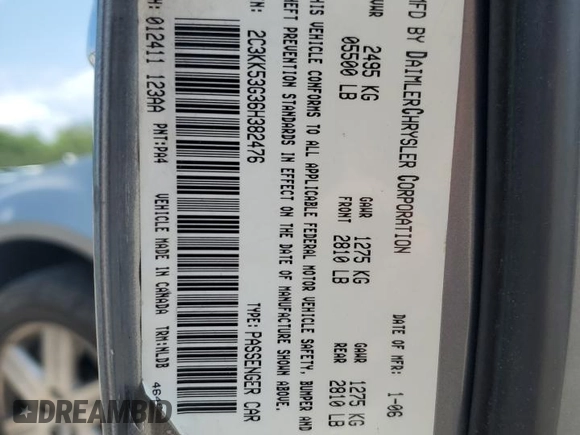 MFD BY DAIMLERCHRYSLER CORPORATION DATE OF MFR: 1-06
GVWR 2495 KG GAWR 1275 KG GAWR 1275 KG
05500 LB FRONT 2810 LB REAR 2810 LB
THIS VEHICLE CONFORMS TO ALL APPLICABLE FEDERAL MOTOR VEHICLE SAFETY, BUMPER AND
THEFT PREVENTION STANDARDS IN EFFECT ON THE DATE OF MANUFACTURE SHOWN ABOVE.
2C3KK53G36H382476 TYPE: PASSENGER CAR
: 012411 123AA PNT: PA4 VEHICLE MADE IN CANADA TRM: NLDB
DREAMBID